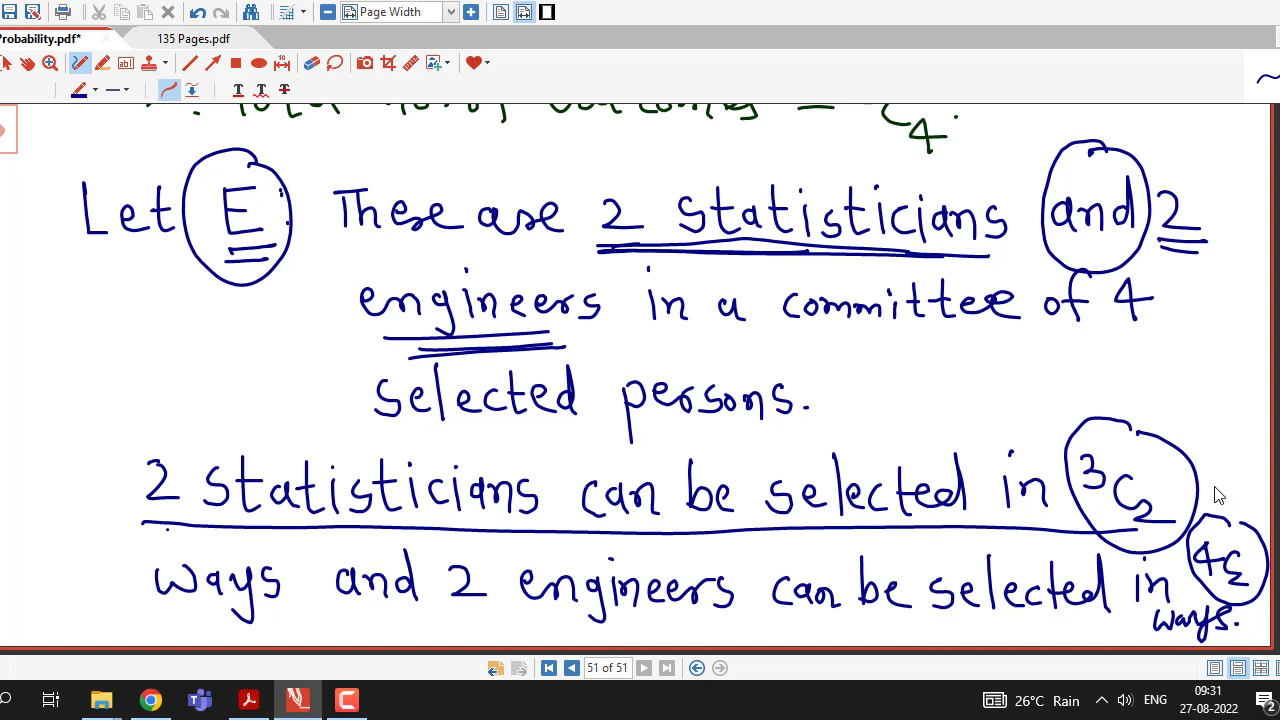 Page Width
Probability.pdf*
135 Pages.pdf
4.
Let E: There are 2 statisticians and 2
engineers in a committee of 4
selected persons.
2 statisticians can be selected in ³C₂
ways and 2 engineers can be selected in ⁴C₂
ways.
51 of 51
26°C Rain
ENG
09:31
27-08-2022
2